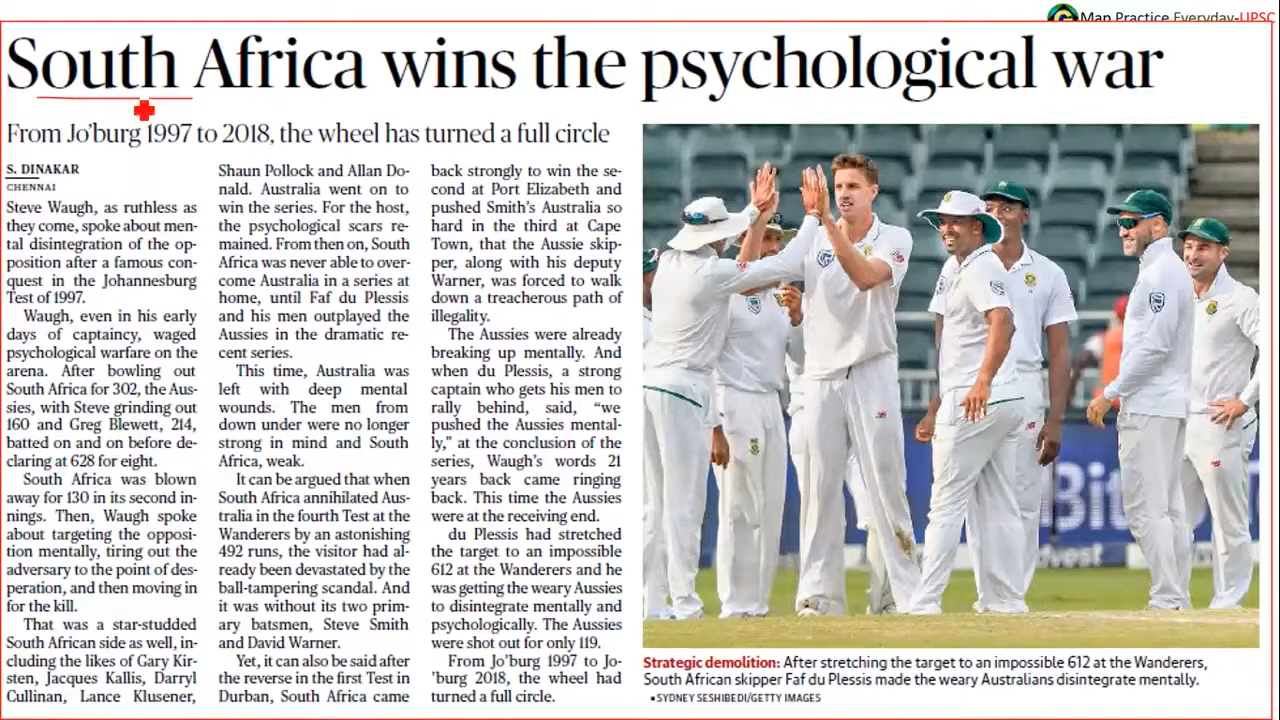 Map Practice Everyday-UPSC
South Africa wins the psychological war
From Jo'burg 1997 to 2018, the wheel has turned a full circle
S. DINAKAR
CHENNAI
Steve Waugh, as ruthless as
they come, spoke about men-
tal disintegration of the op-
position after a famous con-
quest in the Johannesburg
Test of 1997.
Waugh, even in his early
days of captaincy, waged
psychological warfare on the
arena. After bowling out
South Africa for 302, the Aus-
sies, with Steve grinding out
160 and Greg Blewett, 214,
batted on and on before de-
claring at 628 for eight.
South Africa was blown
away for 130 in its second in-
nings. Then, Waugh spoke
about targeting the opposi-
tion mentally, tiring out the
adversary to the point of des-
peration, and then moving in
for the kill.
That was a star-studded
South African side as well, in-
cluding the likes of Gary Kir-
sten, Jacques Kallis, Darryl
Cullinan, Lance Klusener,
Shaun Pollock and Allan Do-
nald. Australia went on to
win the series. For the host,
the psychological scars re-
mained. From then on, South
Africa was never able to over-
come Australia in a series at
home, until Faf du Plessis
and his men outplayed the
Aussies in the dramatic re-
cent series.
This time, Australia was
left with deep mental
wounds. The men from
down under were no longer
strong in mind and South
Africa, weak.
It can be argued that when
South Africa annihilated Aus-
tralia in the fourth Test at the
Wanderers by an astonishing
492 runs, the visitor had al-
ready been devastated by the
ball-tampering scandal. And
it was without its two prim-
ary batsmen, Steve Smith
and David Warner.
Yet, it can also be said after
the reverse in the first Test in
Durban, South Africa came
back strongly to win the se-
cond at Port Elizabeth and
pushed Smith's Australia so
hard in the third at Cape
Town, that the Aussie skip-
per, along with his deputy
Warner, was forced to walk
down a treacherous path of
illegality.
The Aussies were already
breaking up mentally. And
when du Plessis, a strong
captain who gets his men to
rally behind, said, “we
pushed the Aussies mental-
ly,” at the conclusion of the
series, Waugh's words 21
years back came ringing
back. This time the Aussies
were at the receiving end.
du Plessis had stretched
the target to an impossible
612 at the Wanderers and he
was getting the weary Aussies
to disintegrate mentally and
psychologically. The Aussies
were shot out for only 119.
From Jo'burg 1997 to Jo-
'burg 2018, the wheel had
turned a full circle.
Strategic demolition: After stretching the target to an impossible 612 at the Wanderers,
South African skipper Faf du Plessis made the weary Australians disintegrate mentally.
•SYDNEY SESHIBEDI/GETTY IMAGES